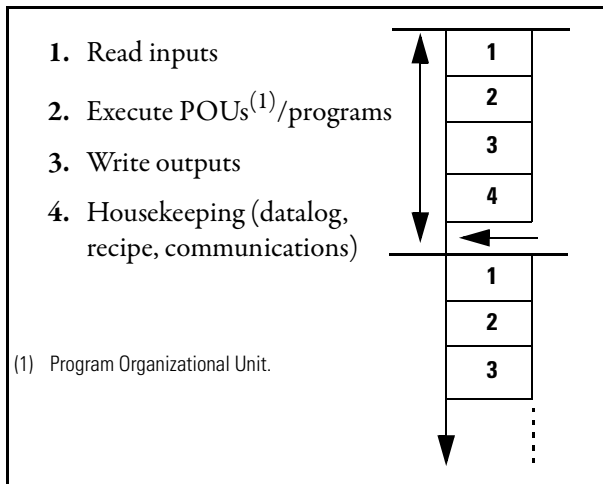 1. Read inputs
2. Execute POUs(1)/programs
3. Write outputs
4. Housekeeping (datalog,
recipe, communications)
(1) Program Organizational Unit.
1
2
3
4
1
2
3